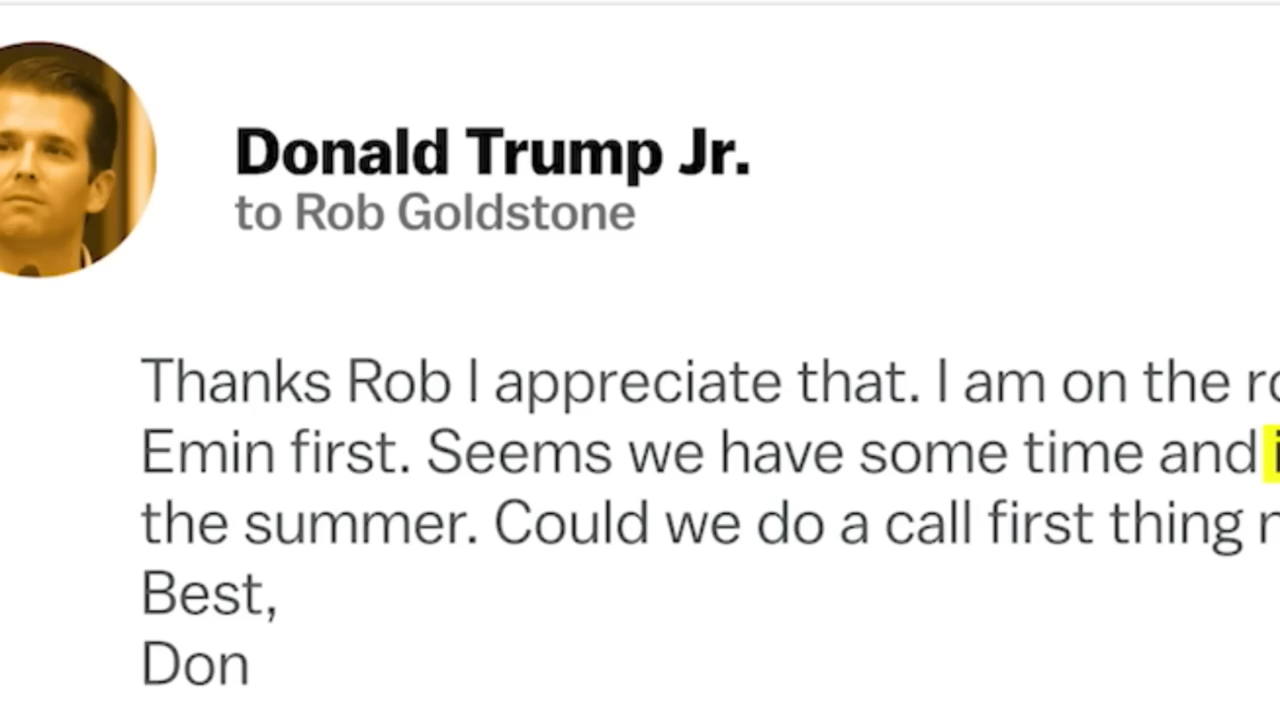 Donald Trump Jr.
to Rob Goldstone
Thanks Rob I appreciate that. I am on the
Emin first. Seems we have some time and
the summer. Could we do a call first thing
Best,
Don